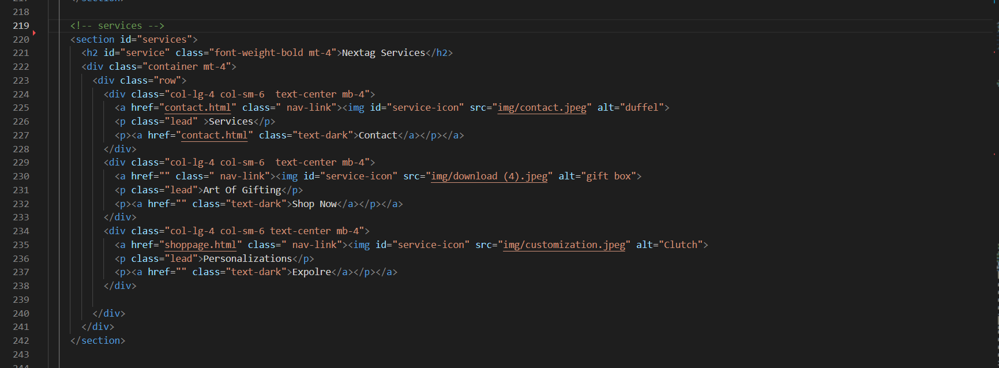 </section>
218
219 <!-- services -->
220 <section id="services">
221 <h2 id="service" class="font-weight-bold mt-4">Nextag Services</h2>
222 <div class="container mt-4">
223 <div class="row">
224 <div class="col-lg-4 col-sm-6  text-center mb-4">
225 <a href="contact.html" class=" nav-link"><img id="service-icon" src="img/contact.jpeg" alt="duffel">
226 <p class="lead" >Services</p>
227 <p><a href="contact.html" class="text-dark">Contact</a></p></a>
228 </div>
229 <div class="col-lg-4 col-sm-6  text-center mb-4">
230 <a href="" class=" nav-link"><img id="service-icon" src="img/download (4).jpeg" alt="gift box">
231 <p class="lead">Art Of Gifting</p>
232 <p><a href="" class="text-dark">Shop Now</a></p></a>
233 </div>
234 <div class="col-lg-4 col-sm-6 text-center mb-4">
235 <a href="shoppage.html" class=" nav-link"><img id="service-icon" src="img/customization.jpeg" alt="Clutch">
236 <p class="lead">Personalizations</p>
237 <p><a href="" class="text-dark">Expolre</a></p></a>
238 </div>
239
240 </div>
241 </div>
242 </section>
243